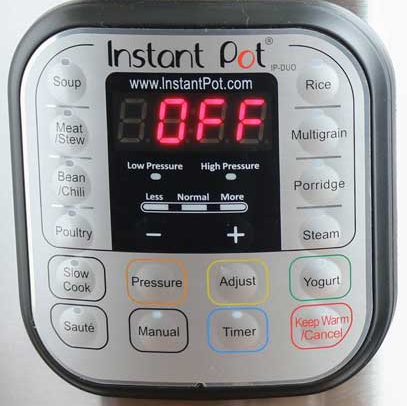 Instant Pot®
IP-DUO
www.InstantPot.com
OFF
Low Pressure High Pressure
Less Normal More
− +
Soup
Meat
/Stew
Bean
/Chili
Poultry
Rice
Multigrain
Porridge
Steam
Slow
Cook
Pressure
Adjust
Yogurt
Sauté
Manual
Timer
Keep Warm
/Cancel